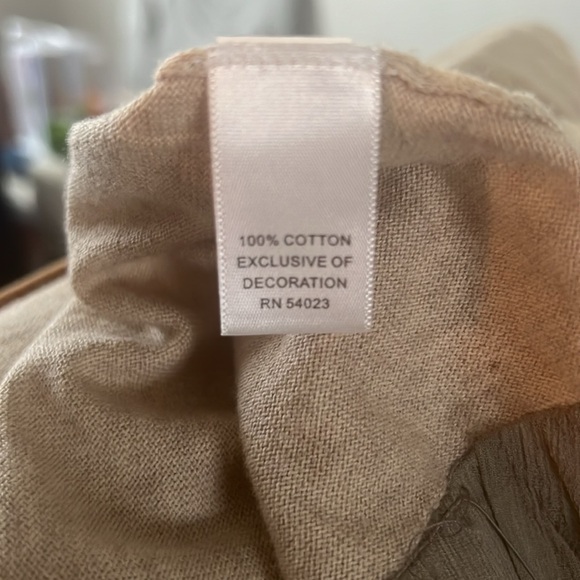 100% COTTON
EXCLUSIVE OF
DECORATION
RN 54023